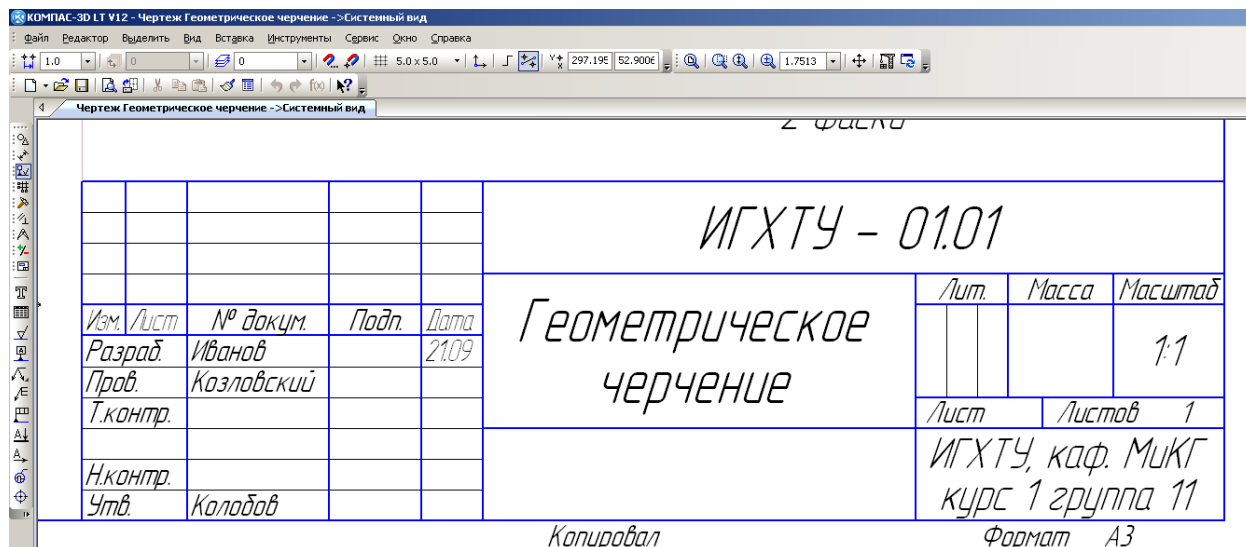 КОМПАС-3D LT V12 - Чертеж Геометрическое черчение ->Системный вид
Файл Редактор Выделить Вид Вставка Инструменты Сервис Окно Справка
1.0 0 0 5.0 x 5.0 297.195 52.9006 1.7513
Чертеж Геометрическое черчение ->Системный вид
2 фаски
ИГХТУ – 01.01
Лит. Масса Масштаб
Изм. Лист № докум. Подп. Дата
Геометрическое
Разраб. Иванов 21.09
1:1
Пров. Козловский
черчение
Т.контр.
Лист Листов 1
ИГХТУ, каф. МиКГ
Н.контр.
курс 1 группа 11
Утв. Колобов
Копировал Формат А3